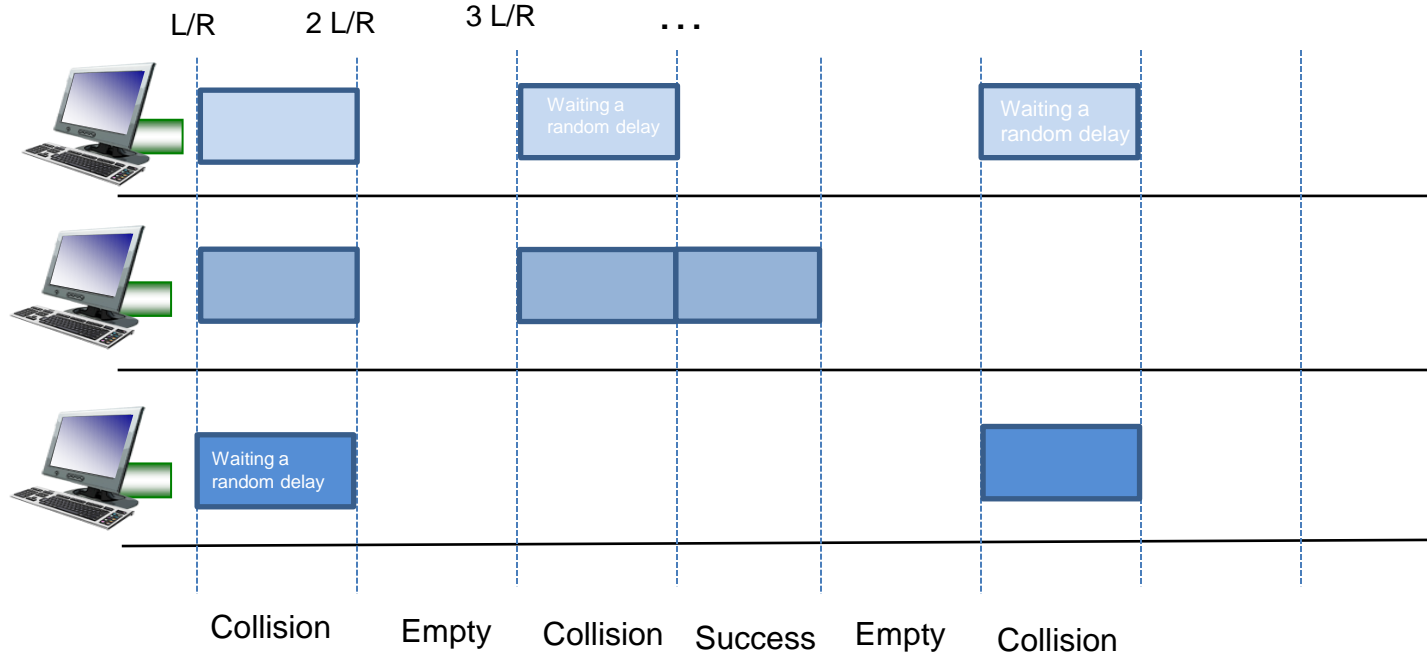 L/R
2 L/R
3 L/R
...
Waiting a
random delay
Waiting a
random delay
Waiting a
random delay
Collision
Empty
Collision
Success
Empty
Collision